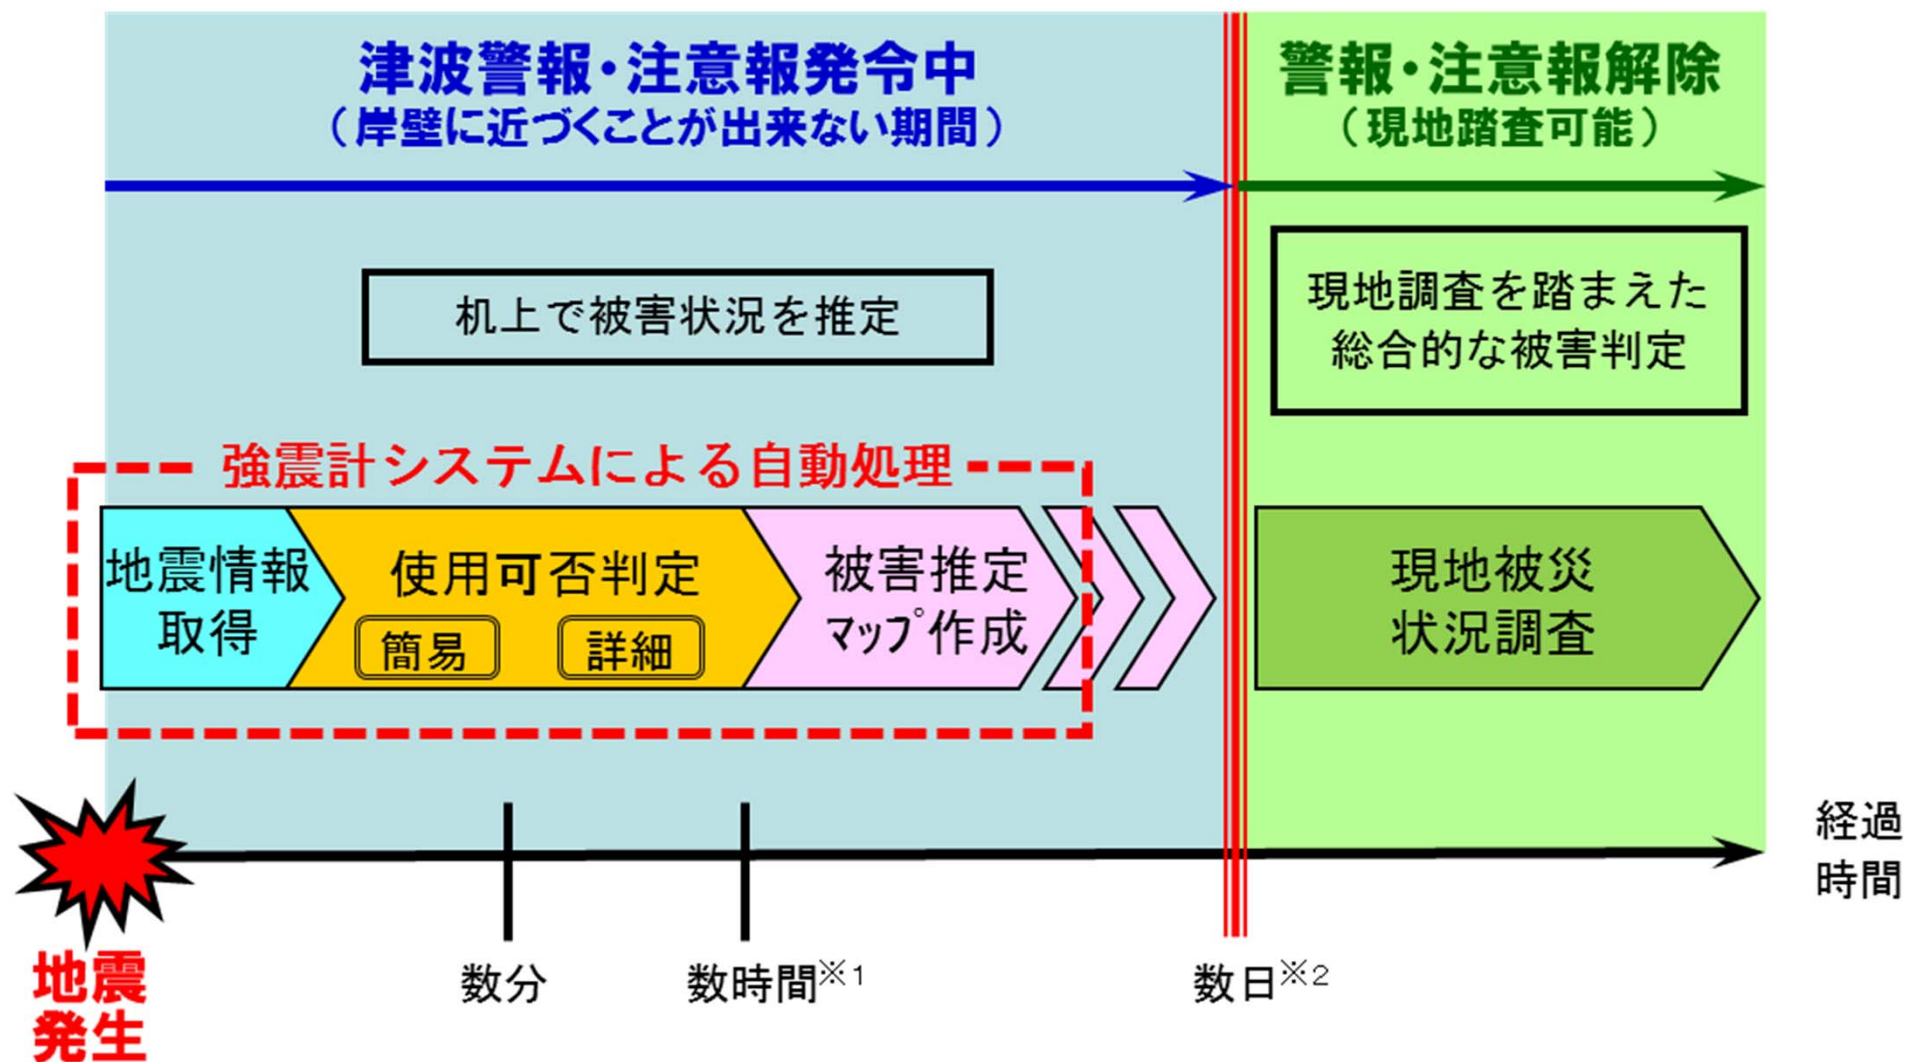 津波警報・注意報発令中
（岸壁に近づくことが出来ない期間）
警報・注意報解除
（現地踏査可能）
机上で被害状況を推定
現地調査を踏まえた
総合的な被害判定
強震計システムによる自動処理
地震情報
取得
使用可否判定
簡易
詳細
被害推定
マップ作成
現地被災
状況調査
経過
時間
地震
発生
数分
数時間※1
数日※2